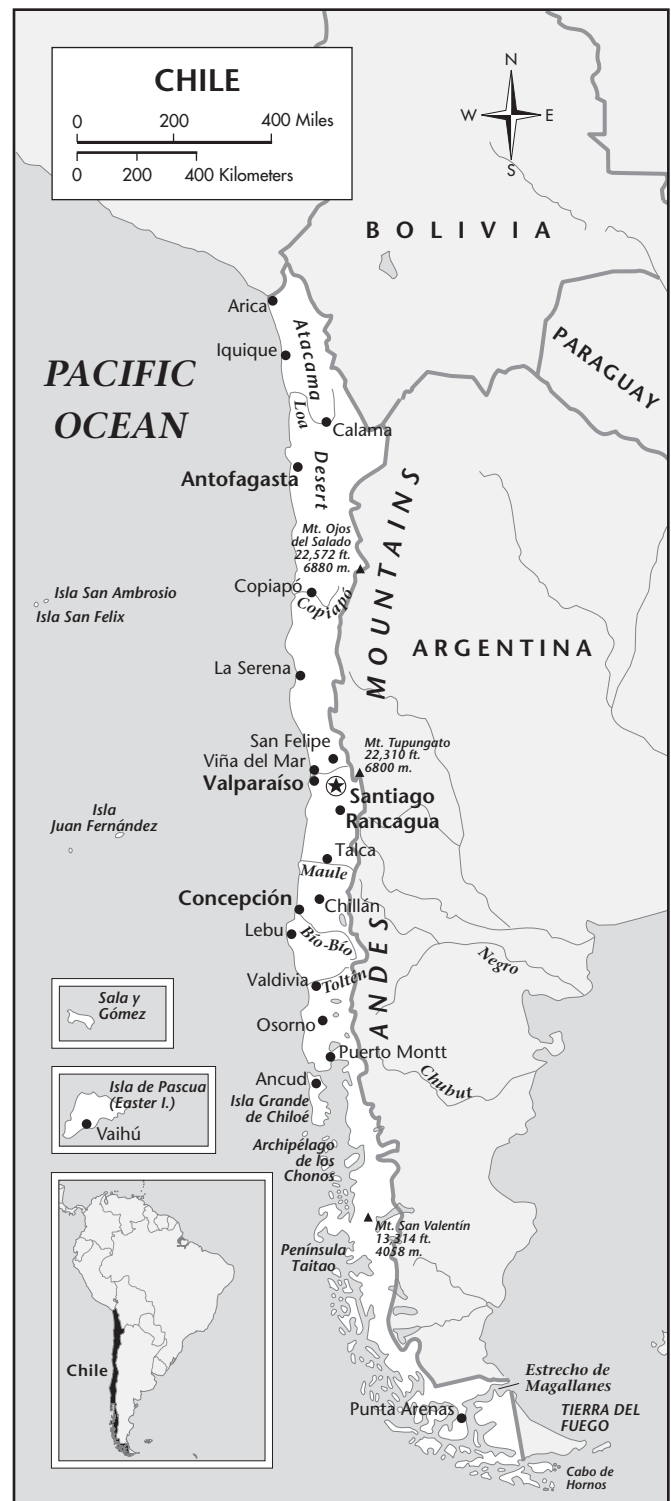 CHILE
0 200 400 Miles
0 200 400 Kilometers
N
W E
S
BOLIVIA
PARAGUAY
Arica
Iquique
Atacama
PACIFIC
OCEAN
Loa
Calama
Antofagasta
Desert
Mt. Ojos
del Salado
22,572 ft.
6880 m.
MOUNTAINS
Copiapó
Copiapó
Isla San Ambrosio
Isla San Felix
ARGENTINA
La Serena
San Felipe
Mt. Tupungato
22,310 ft.
6800 m.
Viña del Mar
Valparaíso
Santiago
Rancagua
Isla
Juan Fernández
Talca
Maule
Concepción
Chillán
Lebu
Bío-Bío
ANDES
Negro
Valdivia
Toltén
Sala y
Gómez
Osorno
Puerto Montt
Ancud
Chubut
Isla Grande
de Chiloé
Isla de Pascua
(Easter I.)
Vaihú
Archipélago
de los
Chonos
Mt. San Valentín
13,314 ft.
4058 m.
Península
Taitao
Chile
Estrecho de
Magallanes
Punta Arenas
TIERRA DEL
FUEGO
Cabo de
Hornos